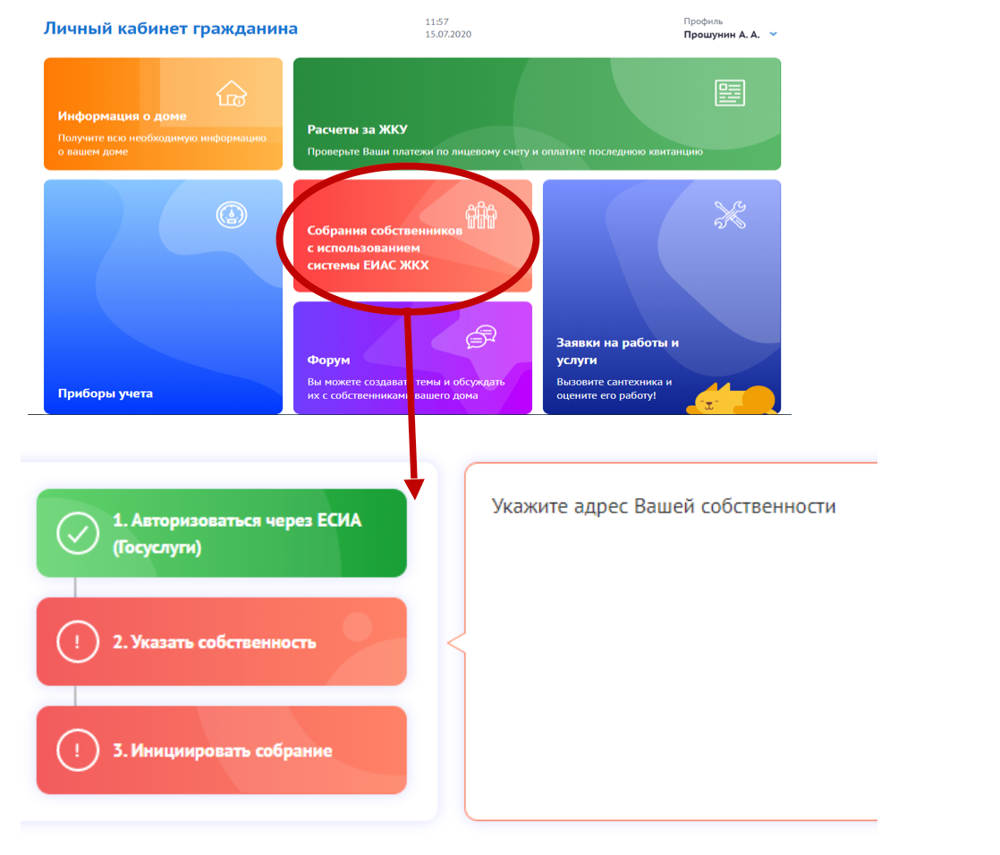 Личный кабинет гражданина
11:57
15.07.2020
Профиль
Прошунин А. А.
Информация о доме
Получите всю необходимую информацию
о вашем доме
Расчеты за ЖКУ
Проверьте Ваши платежи по лицевому счету и оплатите последнюю квитанцию
Приборы учета
Собрания собственников
с использованием
системы ЕИАС ЖКХ
Форум
Вы можете создавать темы и обсуждать
их с собственниками вашего дома
Заявки на работы и
услуги
Вызовите сантехника и
оцените его работу!
1. Авторизоваться через ЕСИА
(Госуслуги)
2. Указать собственность
3. Инициировать собрание
Укажите адрес Вашей собственности